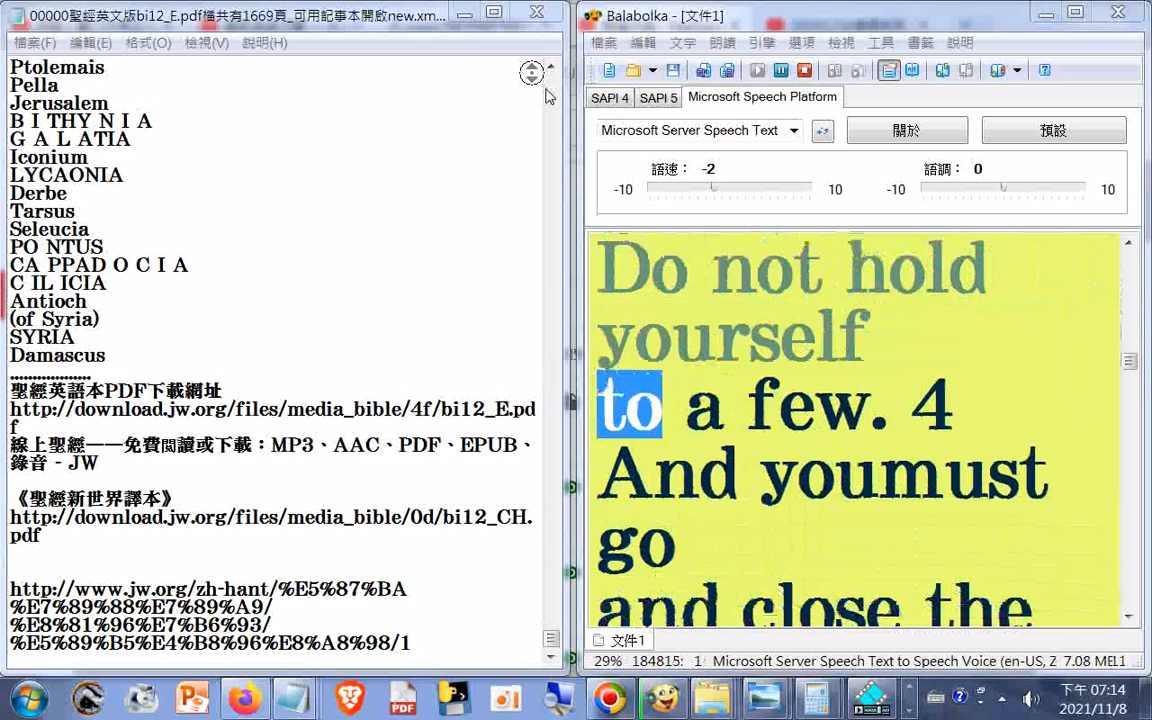 00000聖經英文版bi12_E.pdf檔共有1669頁_可用記事本開啟new.xm...
檔案(F) 編輯(E) 格式(O) 檢視(V) 說明(H)
Ptolemais
Pella
Jerusalem
B I THY N I A
G A L A TIA
Iconium
LYCAONIA
Derbe
Tarsus
Seleucia
PO NTUS
CA PPAD O C I A
C IL ICIA
Antioch
(of Syria)
SYRIA
Damascus
..................
聖經英語本PDF下載網址
http://download.jw.org/files/media_bible/4f/bi12_E.pd
f
線上聖經——免費閱讀或下載：MP3、AAC、PDF、EPUB、
錄音 - JW
《聖經新世界譯本》
http://download.jw.org/files/media_bible/0d/bi12_CH.
pdf
http://www.jw.org/zh-hant/%E5%87%BA
%E7%89%88%E7%89%A9/
%E8%81%96%E7%B6%93/
%E5%89%B5%E4%B8%96%E8%A8%98/1
Balabolka - [文件1]
檔案 編輯 文字 朗讀 引擎 選項 檢視 工具 書籤 說明
SAPI 4 SAPI 5 Microsoft Speech Platform
Microsoft Server Speech Text 關於 預設
語速： -2 語調： 0
-10 10 -10 10
Do not hold
yourself
to a few. 4
And youmust
go
and close the
文件1
29% 184815: 1 Microsoft Server Speech Text to Speech Voice (en-US, Z 7.08 MB
下午 07:14
2021/11/8